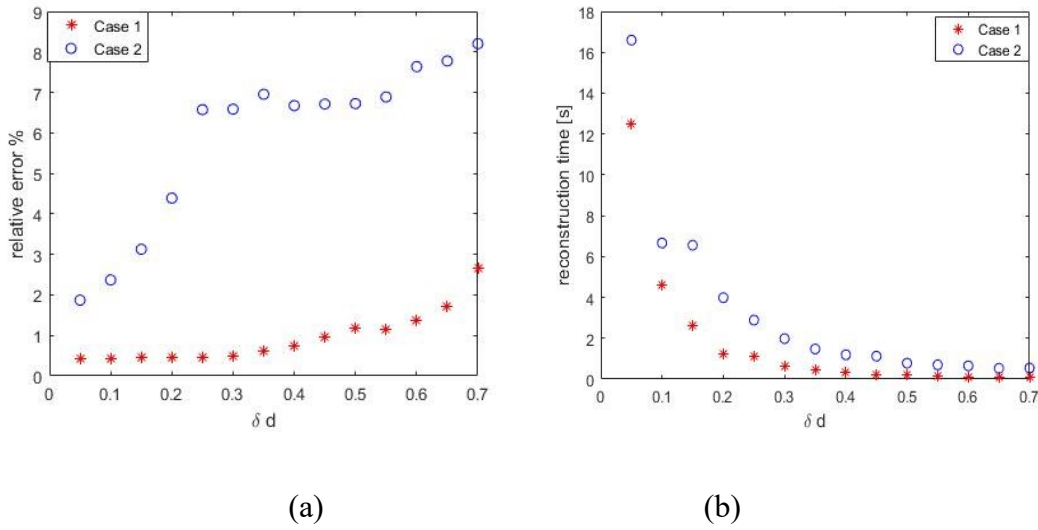 Case 1
Case 2
9
8
7
6
5
4
3
2
1
0
relative error %
0 0.1 0.2 0.3 0.4 0.5 0.6 0.7
δ d
(a)
Case 1
Case 2
18
16
14
12
10
8
6
4
2
0
reconstruction time [s]
0 0.1 0.2 0.3 0.4 0.5 0.6 0.7
δ d
(b)